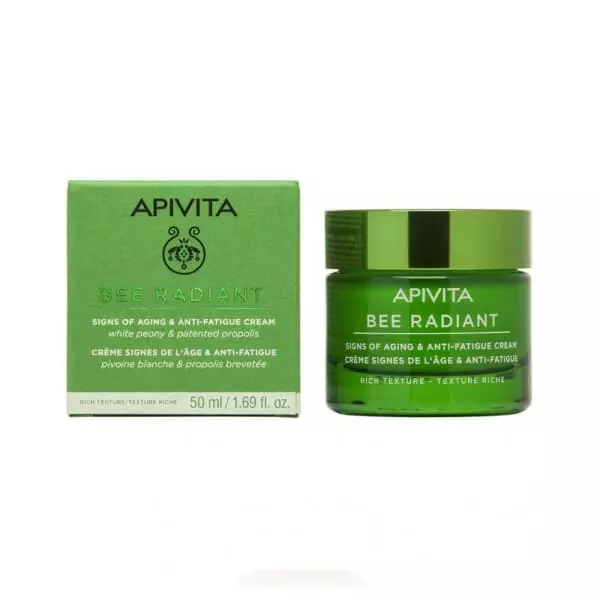 APIVITA
BEE RADIANT
SIGNS OF AGING & ANTI-FATIGUE CREAM
white peony & patented propolis
CRÈME SIGNES DE L'ÂGE & ANTI-FATIGUE
pivoine blanche & propolis brevetée
RICH TEXTURE/TEXTURE RICHE
50 ml / 1.69 fl. oz.
APIVITA
BEE RADIANT
SIGNS OF AGING & ANTI-FATIGUE CREAM
CRÈME SIGNES DE L'ÂGE & ANTI-FATIGUE
RICH TEXTURE - TEXTURE RICHE